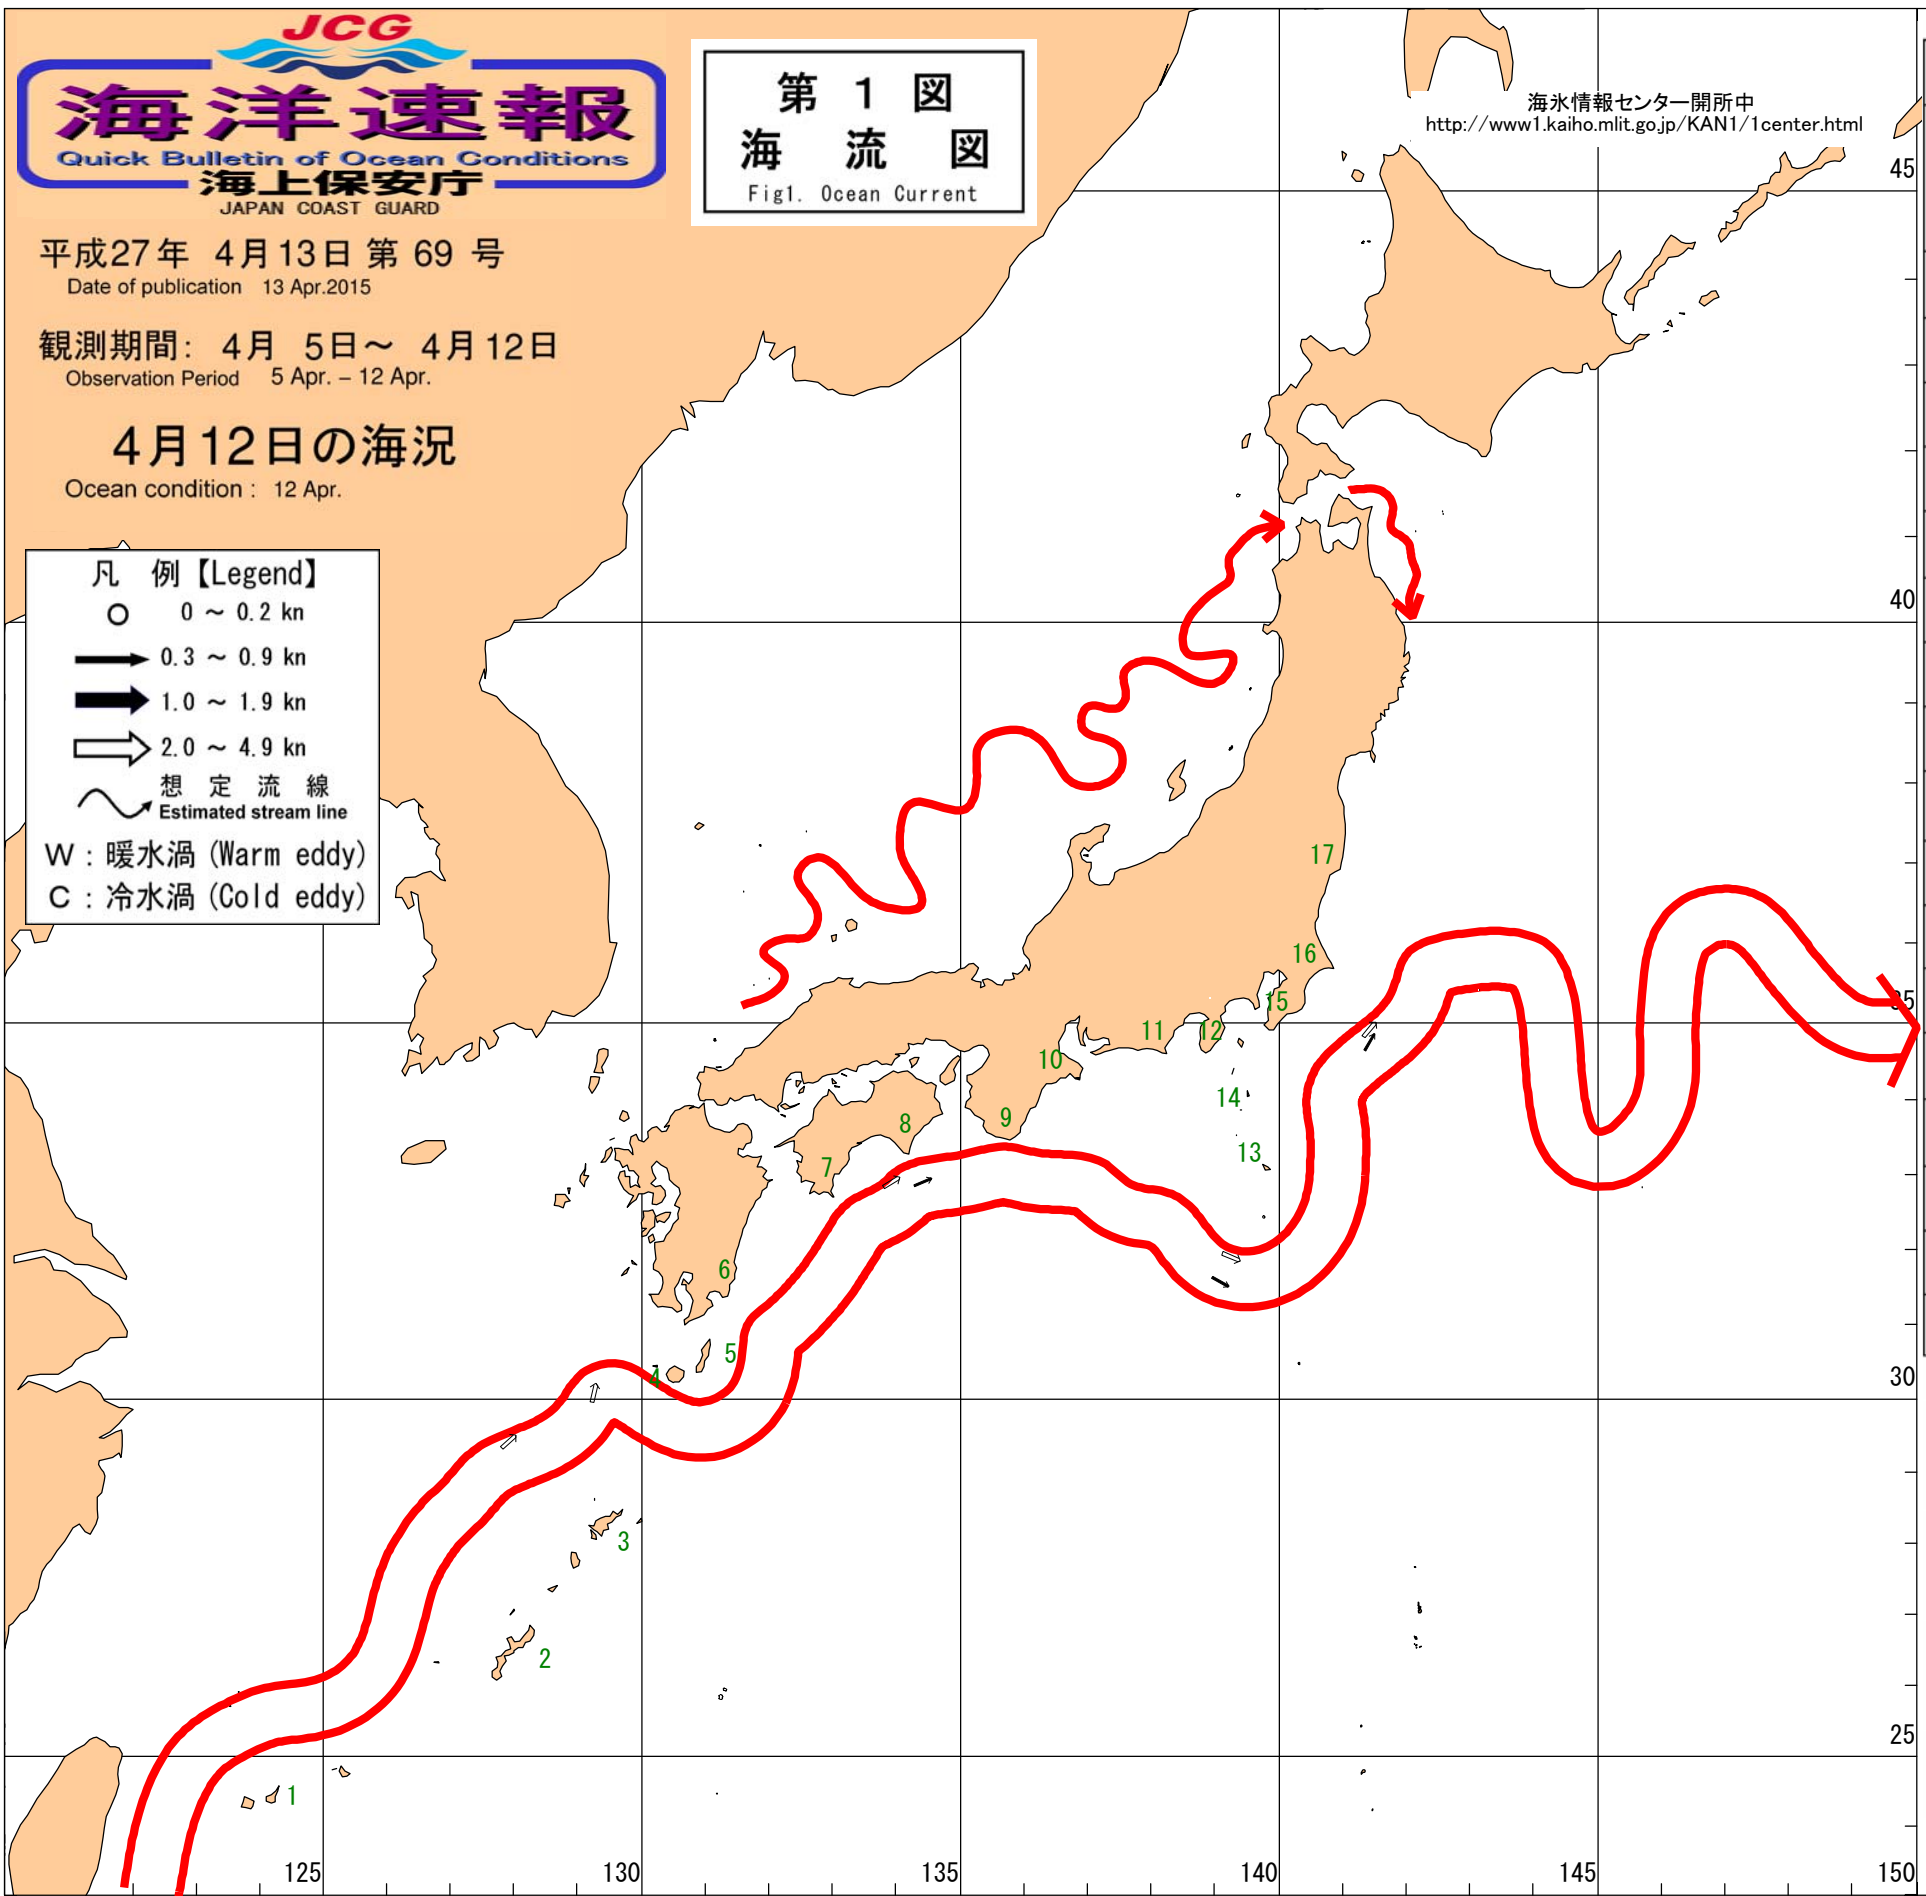 JCG
海洋速報
Quick Bulletin of Ocean Conditions
海上保安庁
JAPAN COAST GUARD
平成27年 4月13日 第 69 号
Date of publication 13 Apr.2015
観測期間: 4月 5日～ 4月12日
Observation Period 5 Apr. – 12 Apr.
4月12日の海況
Ocean condition : 12 Apr.
第 1 図
海 流 図
Fig1. Ocean Current
海氷情報センター開所中
http://www1.kaiho.mlit.go.jp/KAN1/1center.html
凡 例【Legend】
0 ～ 0.2 kn
0.3 ～ 0.9 kn
1.0 ～ 1.9 kn
2.0 ～ 4.9 kn
想 定 流 線
Estimated stream line
W : 暖水渦 (Warm eddy)
C : 冷水渦 (Cold eddy)
45
40
35
30
25
17
16
15
11
12
10
14
9
8
13
7
6
5
4
3
2
1
125
130
135
140
145
150